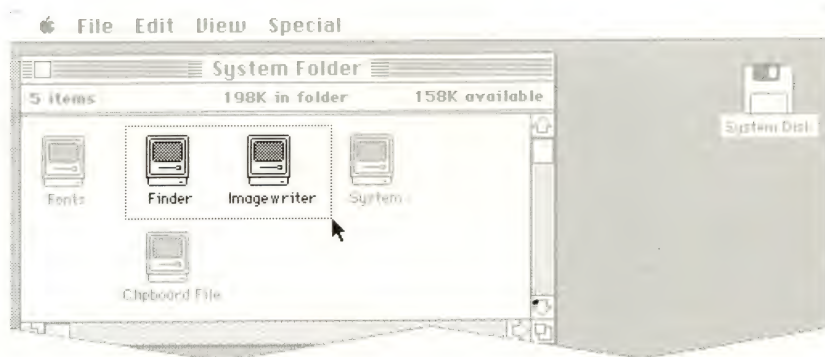 File Edit View Special
System Folder
5 items 198K in folder 158K available
System Disk
Fonts Finder Imagewriter System
Clipboard File